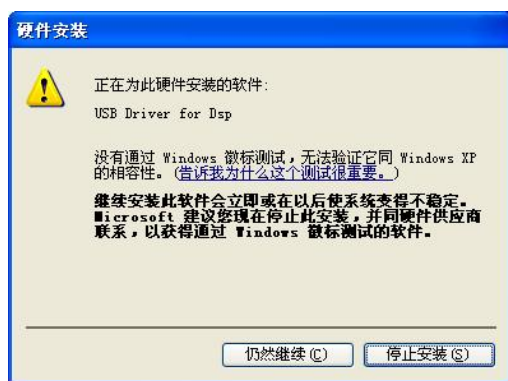 硬件安装
正在为此硬件安装的软件:
USB Driver for Dsp
没有通过 Windows 徽标测试，无法验证它同 Windows XP
的相容性。(告诉我为什么这个测试很重要。)
继续安装此软件会立即或在以后使系统变得不稳定。
Microsoft 建议您现在停止此安装，并同硬件供应商
联系，以获得通过 Windows 徽标测试的软件。
仍然继续(C) 停止安装(S)